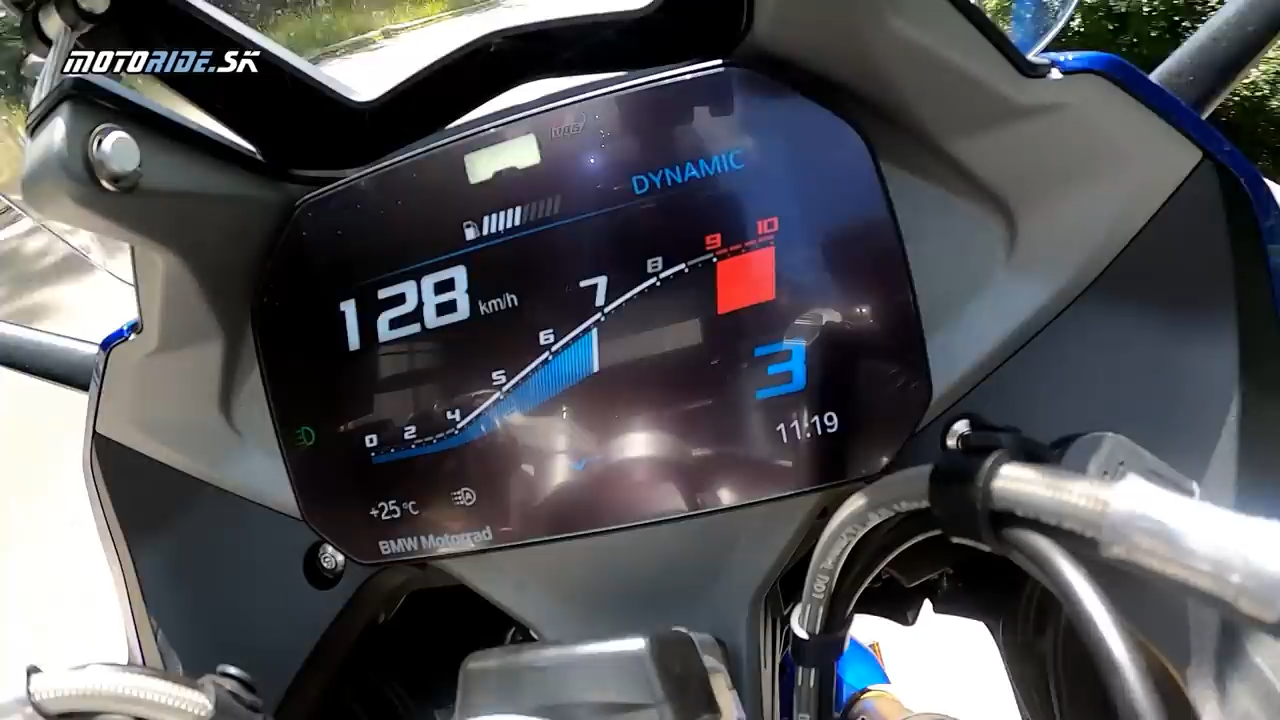 MOTORIDE.SK
DYNAMIC
128 km/h
0 2 4 5 6 7 8 9 10
3
11:19
+25°C
BMW Motorrad